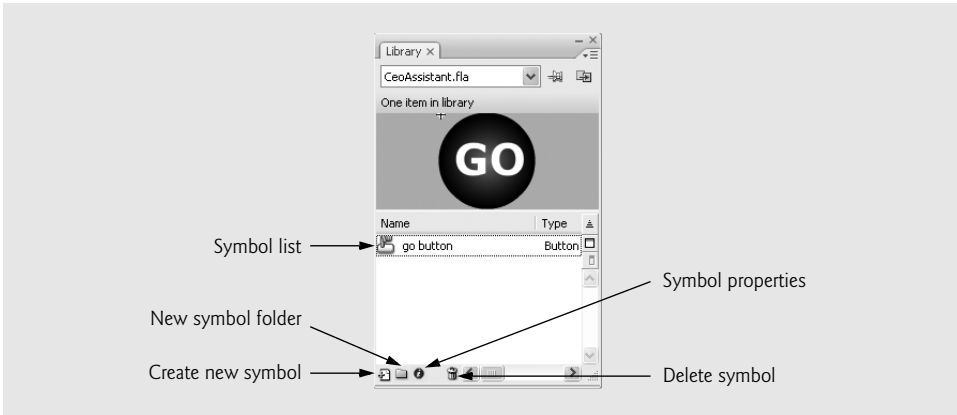 Library
CeoAssistant.fla
One item in library
GO
Name Type
go button Button
Symbol list
Symbol properties
New symbol folder
Create new symbol
Delete symbol